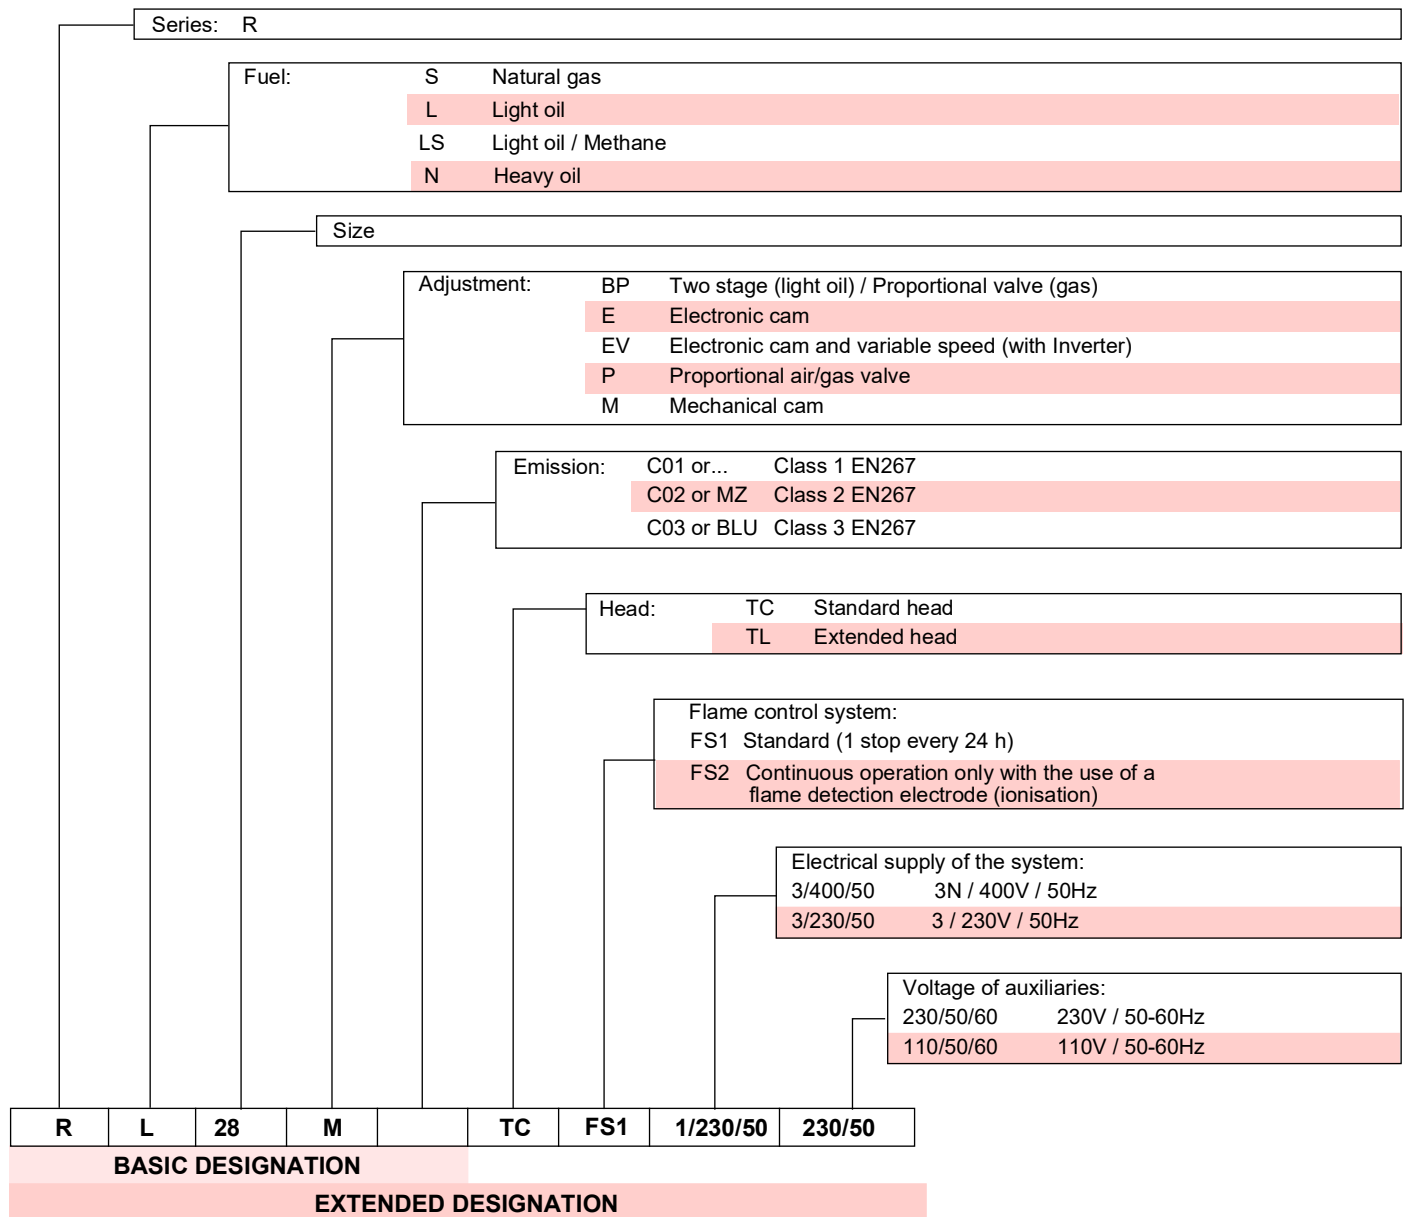 Series: R
Fuel: S Natural gas
L Light oil
LS Light oil / Methane
N Heavy oil
Size
Adjustment: BP Two stage (light oil) / Proportional valve (gas)
E Electronic cam
EV Electronic cam and variable speed (with Inverter)
P Proportional air/gas valve
M Mechanical cam
Emission: C01 or... Class 1 EN267
C02 or MZ Class 2 EN267
C03 or BLU Class 3 EN267
Head: TC Standard head
TL Extended head
Flame control system:
FS1 Standard (1 stop every 24 h)
FS2 Continuous operation only with the use of a
flame detection electrode (ionisation)
Electrical supply of the system:
3/400/50 3N / 400V / 50Hz
3/230/50 3 / 230V / 50Hz
Voltage of auxiliaries:
230/50/60 230V / 50-60Hz
110/50/60 110V / 50-60Hz
R L 28 M TC FS1 1/230/50 230/50
BASIC DESIGNATION
EXTENDED DESIGNATION